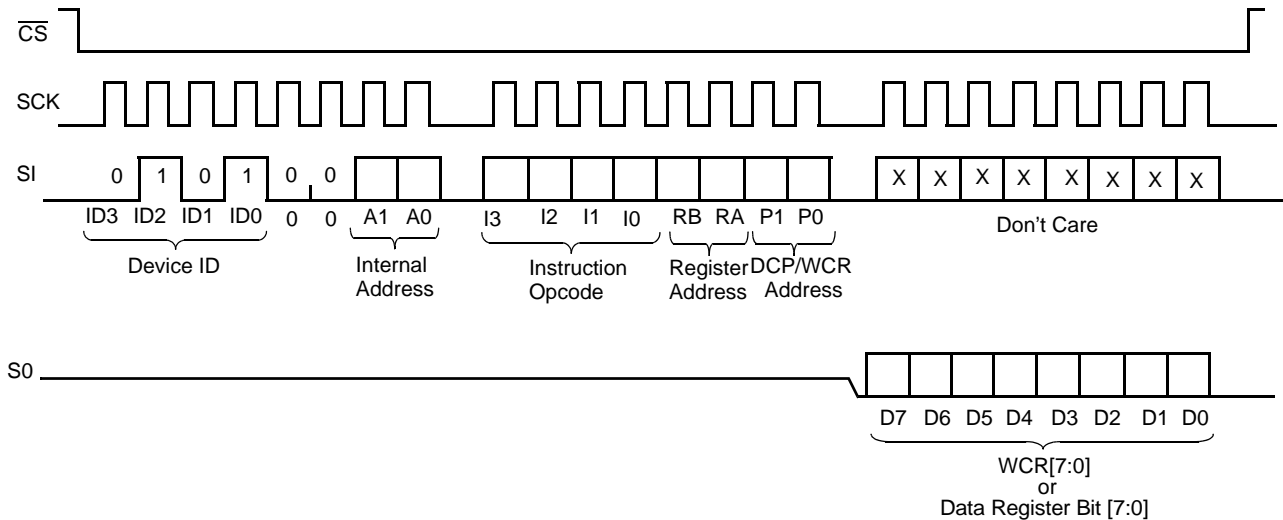 CS
SCK
SI
0 1 0 1 0 0
X X X X X X X X
ID3 ID2 ID1 ID0 0 0 A1 A0 I3 I2 I1 I0 RB RA P1 P0
Don't Care
Device ID
Internal
Address
Instruction
Opcode
Register
Address
DCP/WCR
Address
S0
D7 D6 D5 D4 D3 D2 D1 D0
WCR[7:0]
or
Data Register Bit [7:0]